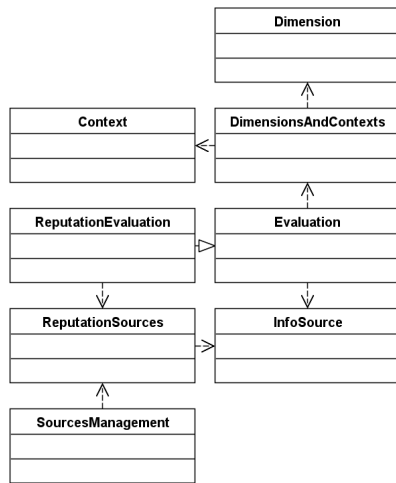 Dimension
Context
DimensionsAndContexts
ReputationEvaluation
Evaluation
ReputationSources
InfoSource
SourcesManagement